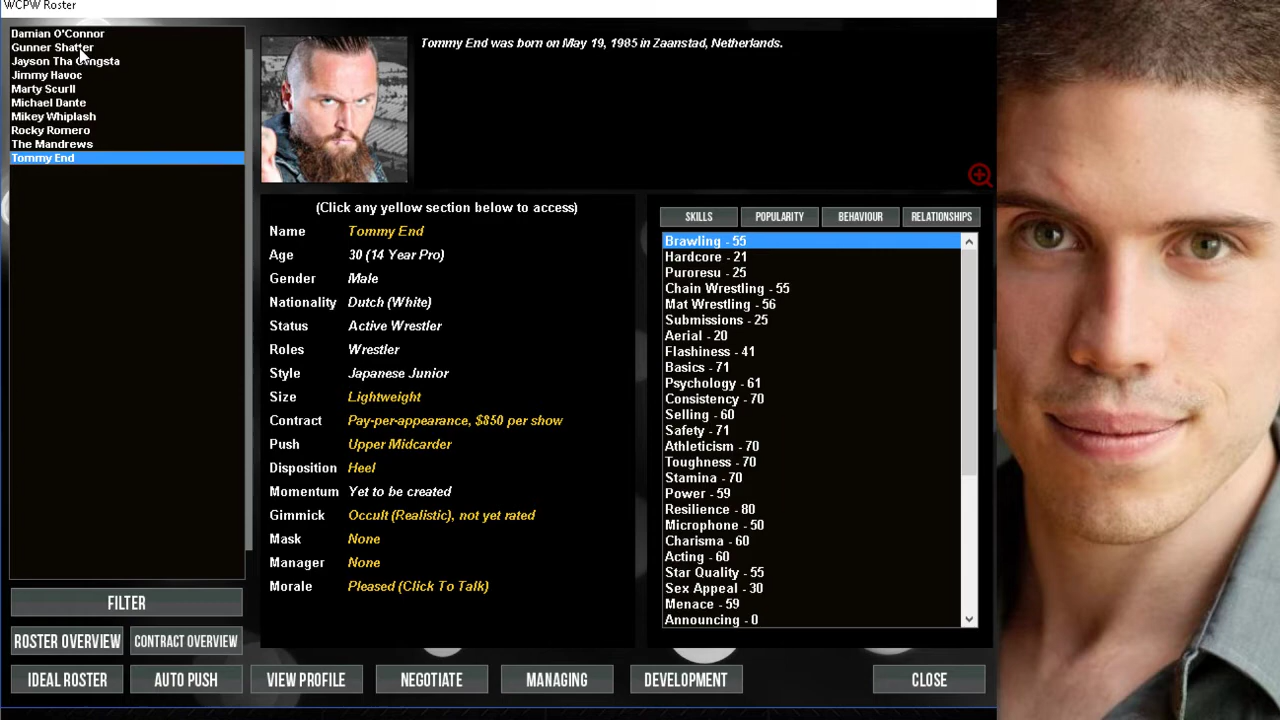 WCPW Roster
Damian O'Connor
Gunner Shatter
Jayson Tha Gangsta
Jimmy Havoc
Marty Scurll
Michael Dante
Mikey Whiplash
Rocky Romero
The Mandrews
Tommy End
FILTER
ROSTER OVERVIEW
CONTRACT OVERVIEW
IDEAL ROSTER
AUTO PUSH
Tommy End was born on May 19, 1985 in Zaanstad, Netherlands.
(Click any yellow section below to access)
Name Tommy End
Age 30 (14 Year Pro)
Gender Male
Nationality Dutch (White)
Status Active Wrestler
Roles Wrestler
Style Japanese Junior
Size Lightweight
Contract Pay-per-appearance, $850 per show
Push Upper Midcarder
Disposition Heel
Momentum Yet to be created
Gimmick Occult (Realistic), not yet rated
Mask None
Manager None
Morale Pleased (Click To Talk)
SKILLS POPULARITY BEHAVIOUR RELATIONSHIPS
Brawling - 55
Hardcore - 21
Puroresu - 25
Chain Wrestling - 55
Mat Wrestling - 56
Submissions - 25
Aerial - 20
Flashiness - 41
Basics - 71
Psychology - 61
Consistency - 70
Selling - 60
Safety - 71
Athleticism - 70
Toughness - 70
Stamina - 70
Power - 59
Resilience - 80
Microphone - 50
Charisma - 60
Acting - 60
Star Quality - 55
Sex Appeal - 30
Menace - 59
Announcing - 0
VIEW PROFILE NEGOTIATE MANAGING DEVELOPMENT CLOSE